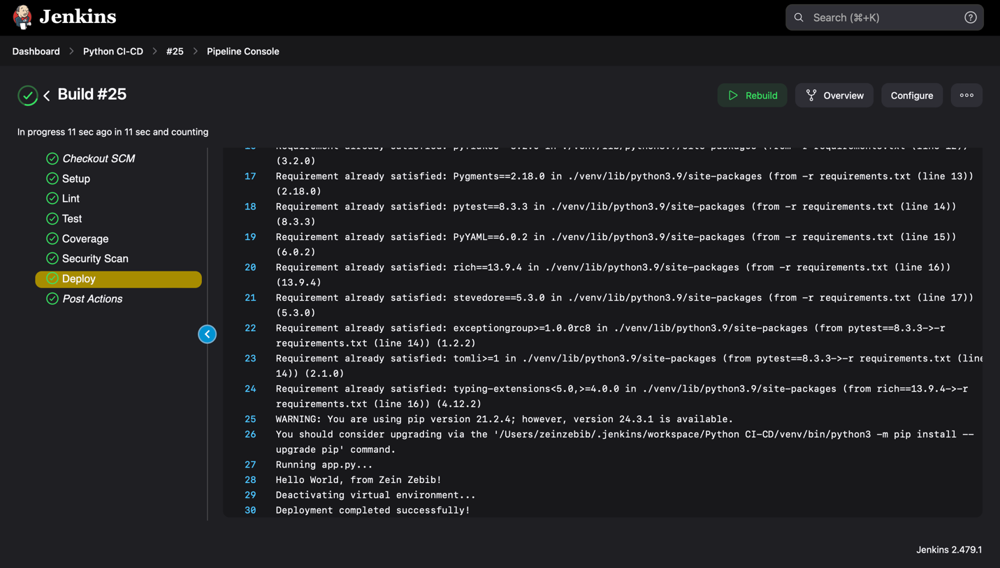 Jenkins
Search (⌘+K)
Dashboard > Python CI-CD > #25 > Pipeline Console
Build #25
Rebuild
Overview
Configure
In progress 11 sec ago in 11 sec and counting
Checkout SCM
Setup
Lint
Test
Coverage
Security Scan
Deploy
Post Actions
(3.2.0)
17 Requirement already satisfied: Pygments==2.18.0 in ./venv/lib/python3.9/site-packages (from -r requirements.txt (line 13))
(2.18.0)
18 Requirement already satisfied: pytest==8.3.3 in ./venv/lib/python3.9/site-packages (from -r requirements.txt (line 14))
(8.3.3)
19 Requirement already satisfied: PyYAML==6.0.2 in ./venv/lib/python3.9/site-packages (from -r requirements.txt (line 15))
(6.0.2)
20 Requirement already satisfied: rich==13.9.4 in ./venv/lib/python3.9/site-packages (from -r requirements.txt (line 16))
(13.9.4)
21 Requirement already satisfied: stevedore==5.3.0 in ./venv/lib/python3.9/site-packages (from -r requirements.txt (line 17))
(5.3.0)
22 Requirement already satisfied: exceptiongroup>=1.0.0rc8 in ./venv/lib/python3.9/site-packages (from pytest==8.3.3->-r
requirements.txt (line 14)) (1.2.2)
23 Requirement already satisfied: tomli>=1 in ./venv/lib/python3.9/site-packages (from pytest==8.3.3->-r requirements.txt (line
14)) (2.1.0)
24 Requirement already satisfied: typing-extensions<5.0,>=4.0.0 in ./venv/lib/python3.9/site-packages (from rich==13.9.4->-r
requirements.txt (line 16)) (4.12.2)
25 WARNING: You are using pip version 21.2.4; however, version 24.3.1 is available.
26 You should consider upgrading via the '/Users/zeinzebib/.jenkins/workspace/Python CI-CD/venv/bin/python3 -m pip install --
upgrade pip' command.
27 Running app.py...
28 Hello World, from Zein Zebib!
29 Deactivating virtual environment...
30 Deployment completed successfully!
Jenkins 2.479.1